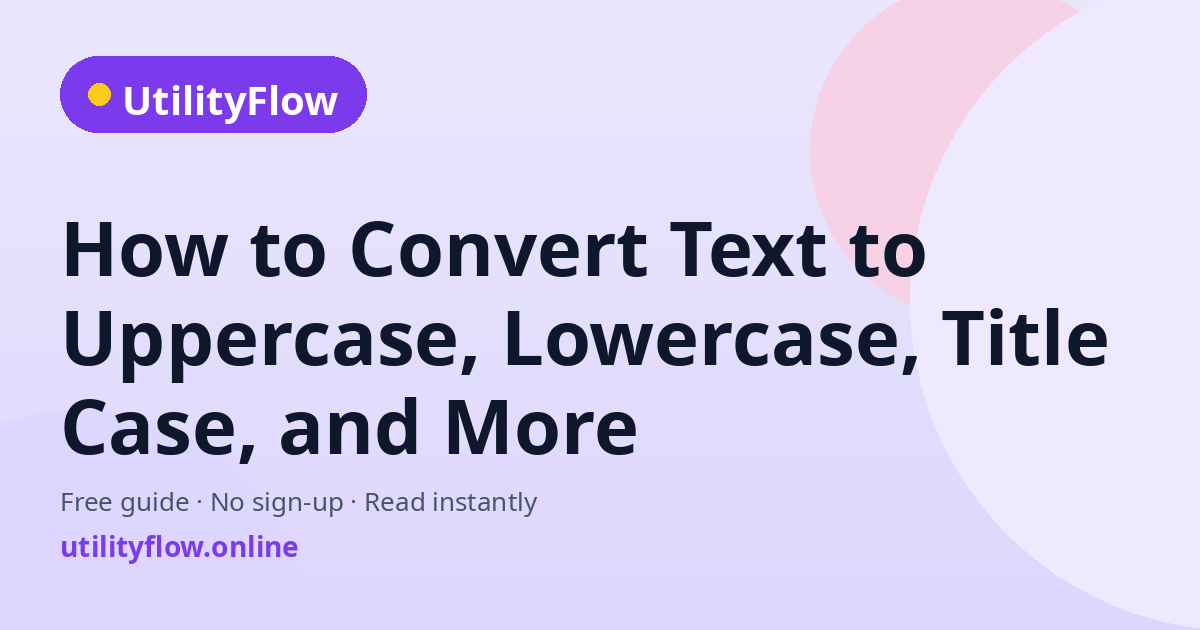 UtilityFlow
How to Convert Text to
Uppercase, Lowercase, Title
Case, and More
Free guide · No sign-up · Read instantly
utilityflow.online